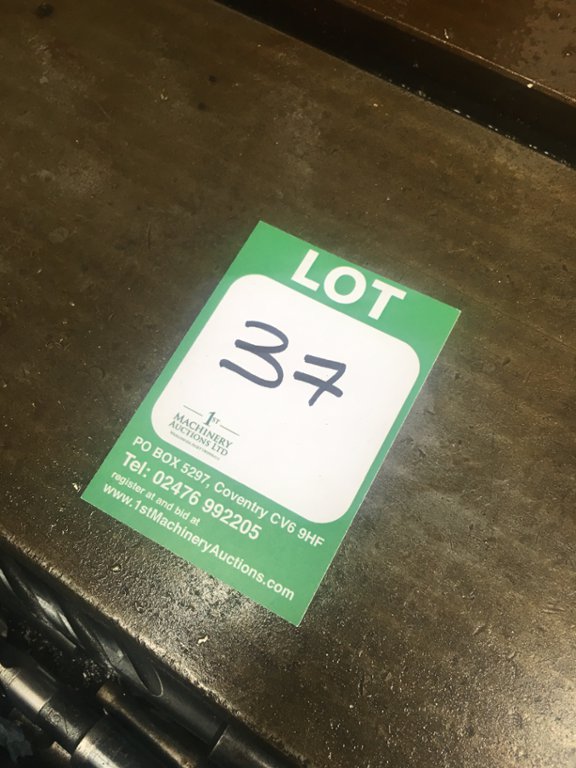 LOT
37
1ST
MACHINERY
AUCTIONS LTD
PO BOX 5297, Coventry CV6 9HF
Tel: 02476 992205
register at and bid at
www.1stMachineryAuctions.com